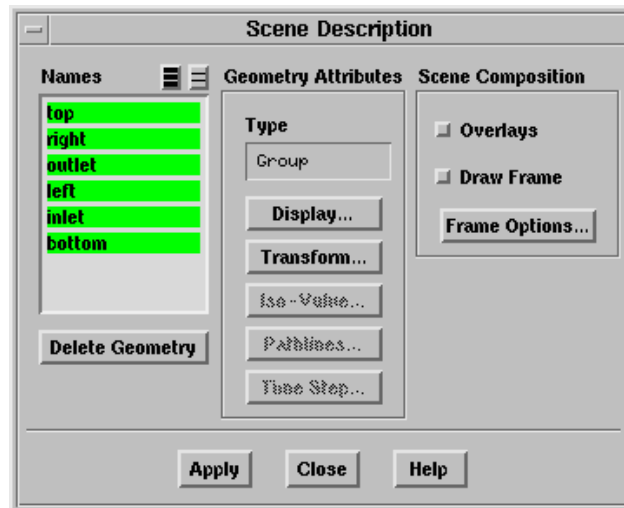 Scene Description
Names
top
right
outlet
left
inlet
bottom
Delete Geometry
Geometry Attributes
Type
Group
Display...
Transform...
Iso-Value...
Pathlines...
Time Step...
Scene Composition
Overlays
Draw Frame
Frame Options...
Apply
Close
Help